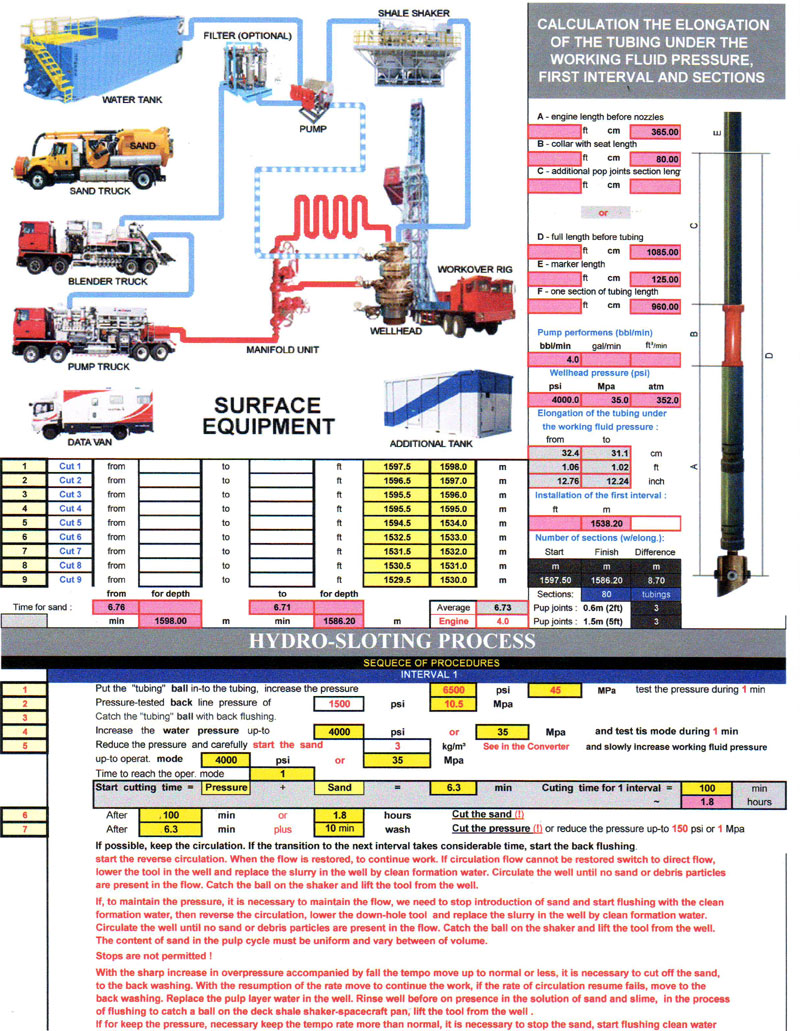 SHALE SHAKER
FILTER (OPTIONAL)
WATER TANK
PUMP
SAND
SAND TRUCK
BLENDER TRUCK
WORKOVER RIG
WELLHEAD
MANIFOLD UNIT
PUMP TRUCK
DATA VAN
SURFACE
EQUIPMENT
ADDITIONAL TANK
CALCULATION THE ELONGATION
OF THE TUBING UNDER THE
WORKING FLUID PRESSURE,
FIRST INTERVAL AND SECTIONS
A - engine length before nozzles
ft cm 365.00
B - collar with seat length
ft cm 80.00
C - additional pop joints section leng
ft cm
or
D - full length before tubing
ft cm 1085.00
E - marker length
ft cm 125.00
F - one section of tubing length
ft cm 960.00
Pump performens (bbl/min)
bbl/min gal/min ft³/min
4.0
Wellhead pressure (psi)
psi Mpa atm
4000.0 35.0 352.0
Elongation of the tubing under
the working fluid pressure :
from to
32.4 31.1 cm
1.06 1.02 ft
12.76 12.24 inch
Installation of the first interval :
ft m
1538.20
Number of sections (w/elong.):
Start Finish Difference
m m m
1597.50 1586.20 8.70
Sections: 80 tubings
Pup joints : 0.6m (2ft) 3
Pup joints : 1.5m (5ft) 3
E
C
B
D
A
1 Cut 1 from to ft 1597.5 1598.0 m
2 Cut 2 from to ft 1596.5 1597.0 m
3 Cut 3 from to ft 1595.5 1596.0 m
4 Cut 4 from to ft 1595.5 1595.0 m
5 Cut 5 from to ft 1594.5 1534.0 m
6 Cut 6 from to ft 1532.5 1533.0 m
7 Cut 7 from to ft 1531.5 1532.0 m
8 Cut 8 from to ft 1530.5 1531.0 m
9 Cut 9 from to ft 1529.5 1530.0 m
from for depth to for depth
Time for sand : 6.76 6.71 Average 6.73
min 1598.00 m min 1586.20 m Engine 4.0
HYDRO-SLOTING PROCESS
SEQUECE OF PROCEDURES
INTERVAL 1
1 Put the "tubing" ball in-to the tubing, increase the pressure 6500 psi 45 MPa test the pressure during 1 min
2 Pressure-tested back line pressure of 1500 psi 10.5 Mpa
3 Catch the "tubing" ball with back flushing.
4 Increase the water pressure up-to 4000 psi or 35 Mpa and test tis mode during 1 min
5 Reduce the pressure and carefully start the sand 3 kg/m³ See in the Converter and slowly increase working fluid pressure
up-to operat. mode 4000 psi or 35 Mpa
Time to reach the oper. mode 1
Start cutting time = Pressure + Sand = 6.3 min Cuting time for 1 interval = 100 min
~ 1.8 hours
6 After .100 min or 1.8 hours Cut the sand (!)
7 After 6.3 min plus 10 min wash Cut the pressure (!) or reduce the pressure up-to 150 psi or 1 Mpa
If possible, keep the circulation. If the transition to the next interval takes considerable time, start the back flushing.
start the reverse circulation. When the flow is restored, to continue work. If circulation flow cannot be restored switch to direct flow,
lower the tool in the well and replace the slurry in the well by clean formation water. Circulate the well until no sand or debris particles
are present in the flow. Catch the ball on the shaker and lift the tool from the well.
If, to maintain the pressure, it is necessary to maintain the flow, we need to stop introduction of sand and start flushing with the clean
formation water, then reverse the circulation, lower the down-hole tool and replace the slurry in the well by clean formation water.
Circulate the well until no sand or debris particles are present in the flow. Catch the ball on the shaker and lift the tool from the well.
The content of sand in the pulp cycle must be uniform and vary between of volume.
Stops are not permitted !
With the sharp increase in overpressure accompanied by fall the tempo move up to normal or less, it is necessary to cut off the sand,
to the back washing. With the resumption of the rate move to continue the work, if the rate of circulation resume fails, move to the
back washing. Replace the pulp layer water in the well. Rinse well before on presence in the solution of sand and slime, in the process
of flushing to catch a ball on the deck shale shaker-spacecraft pan, lift the tool from the well .
If for keep the pressure, necessary keep the tempo rate more than normal, it is necessary to stop the sand, start flushing clean water